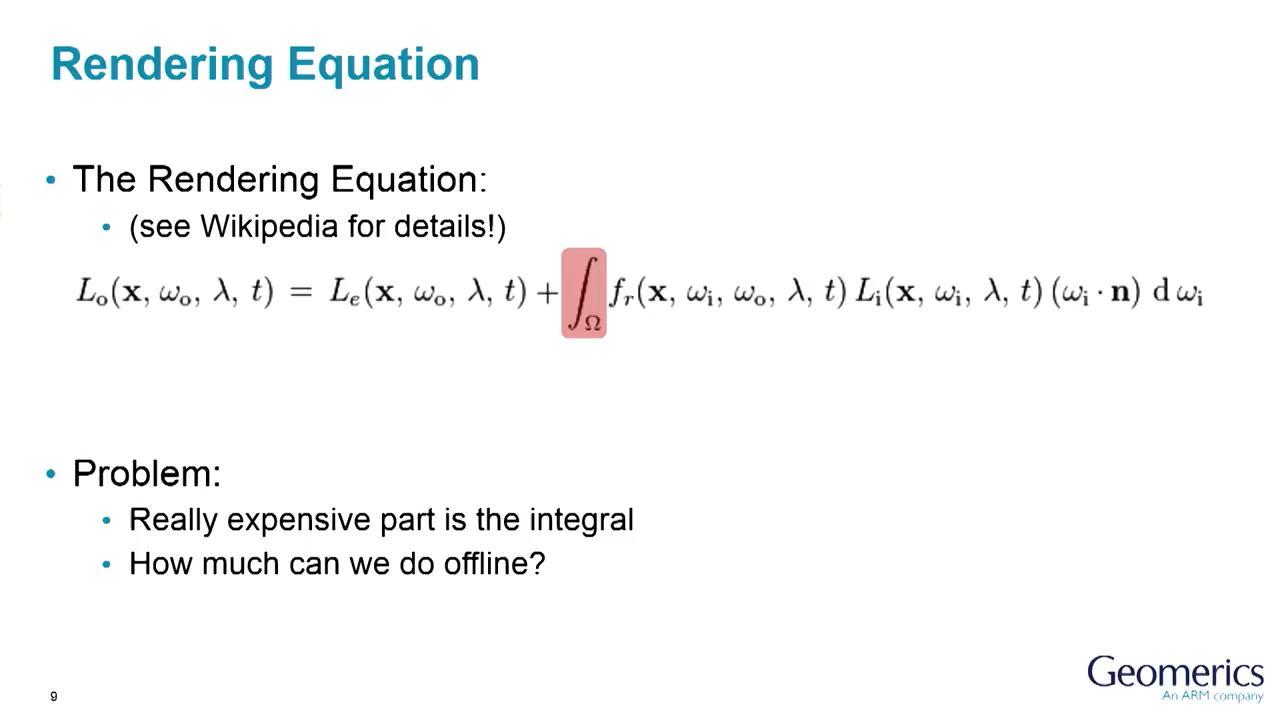 Rendering Equation
• The Rendering Equation:
• (see Wikipedia for details!)
Lₒ(x, ωₒ, λ, t) = Lₑ(x, ωₒ, λ, t) + ∫_Ω fᵣ(x, ωᵢ, ωₒ, λ, t) Lᵢ(x, ωᵢ, λ, t) (ωᵢ · n) d ωᵢ
• Problem:
• Really expensive part is the integral
• How much can we do offline?
9
Geomerics
An ARM company